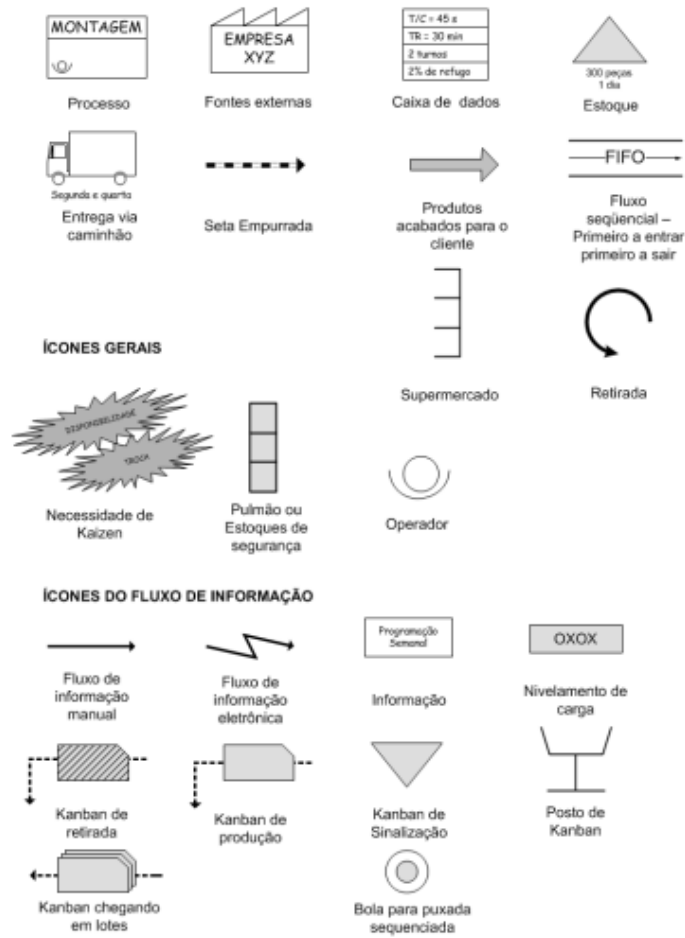 MONTAGEM
Processo
EMPRESA
XYZ
Fontes externas
T/C = 45 s
TR = 30 min
2 turnos
2% de refugo
Caixa de dados
300 peças
1 dia
Estoque
Segunda e quarta
Entrega via
caminhão
Seta Empurrada
Produtos
acabados para o
cliente
FIFO
Fluxo
seqüencial –
Primeiro a entrar
primeiro a sair
Supermercado
Retirada
ÍCONES GERAIS
DISPONIBILIDADE
TROCA
Necessidade de
Kaizen
Pulmão ou
Estoques de
segurança
Operador
ÍCONES DO FLUXO DE INFORMAÇÃO
Fluxo de
informação
manual
Fluxo de
informação
eletrônica
Programação
Semanal
Informação
OXOX
Nivelamento de
carga
Kanban de
retirada
Kanban de
produção
Kanban de
Sinalização
Posto de
Kanban
Kanban chegando
em lotes
Bola para puxada
sequenciada